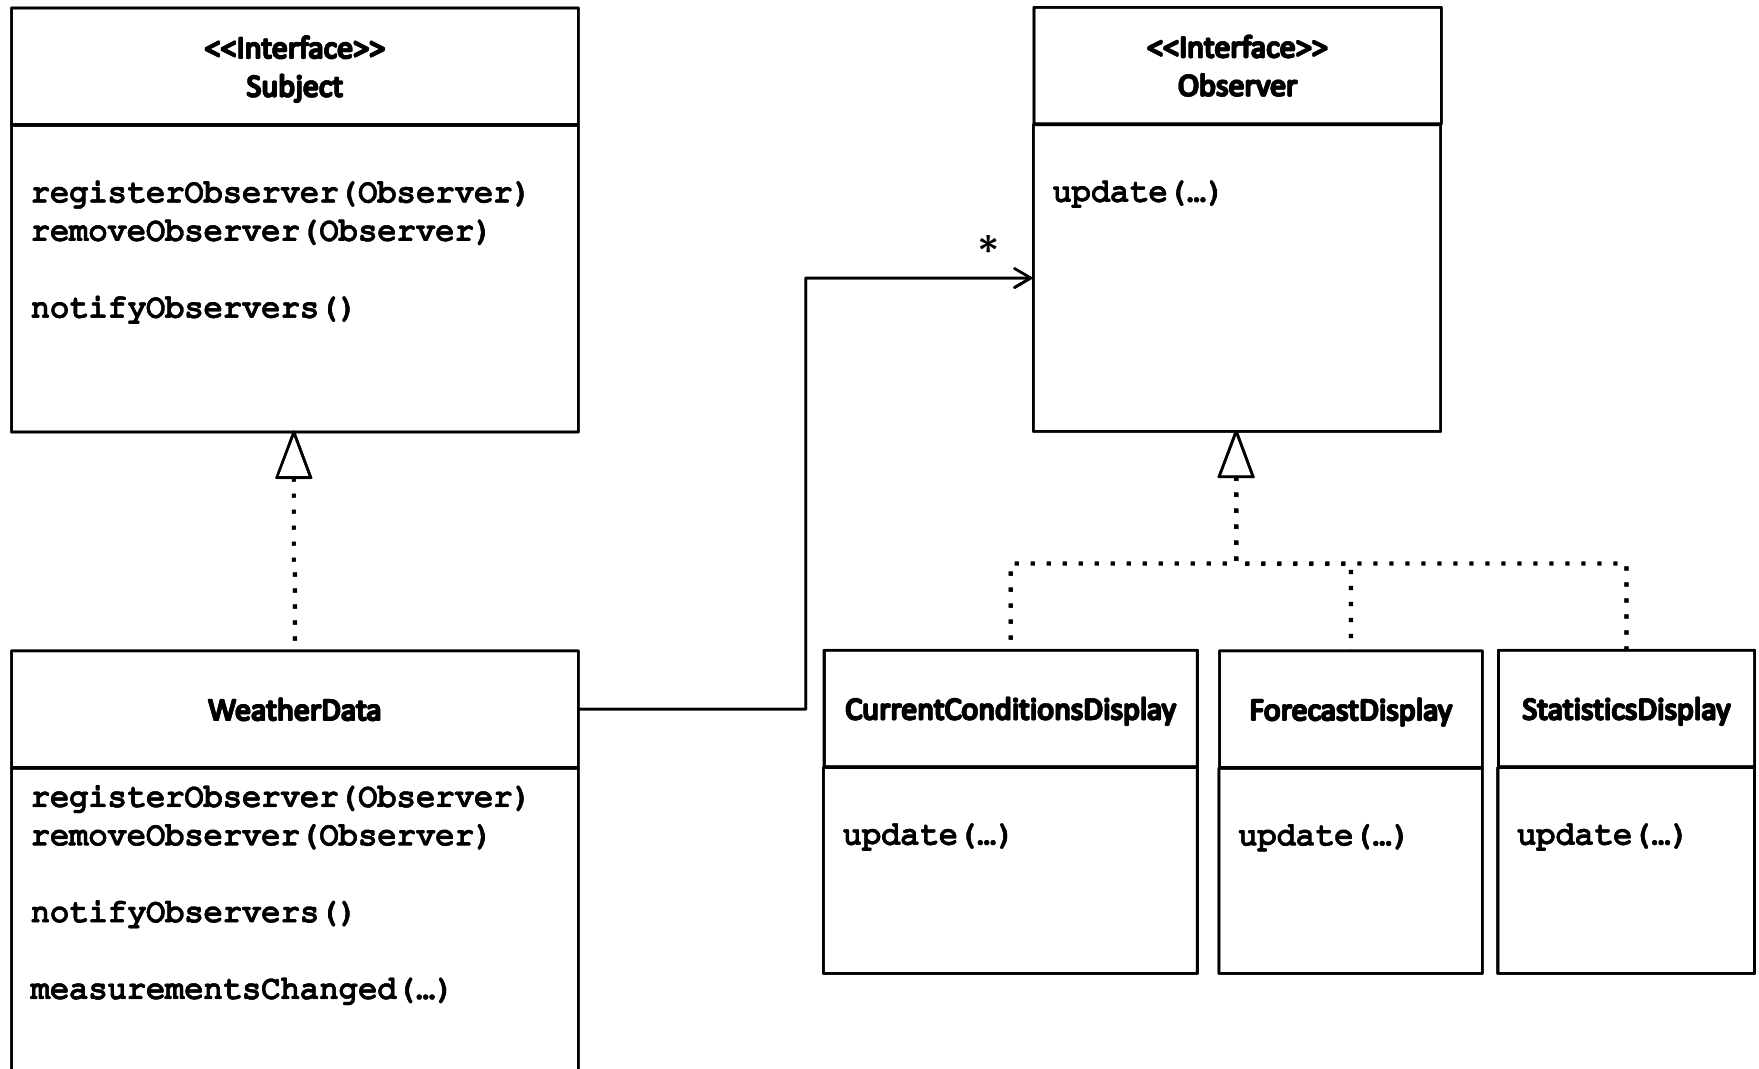 <<Interface>>
Subject
registerObserver(Observer)
removeObserver(Observer)
notifyObservers()
<<Interface>>
Observer
update(…)
*
WeatherData
registerObserver(Observer)
removeObserver(Observer)
notifyObservers()
measurementsChanged(…)
CurrentConditionsDisplay
update(…)
ForecastDisplay
update(…)
StatisticsDisplay
update(…)